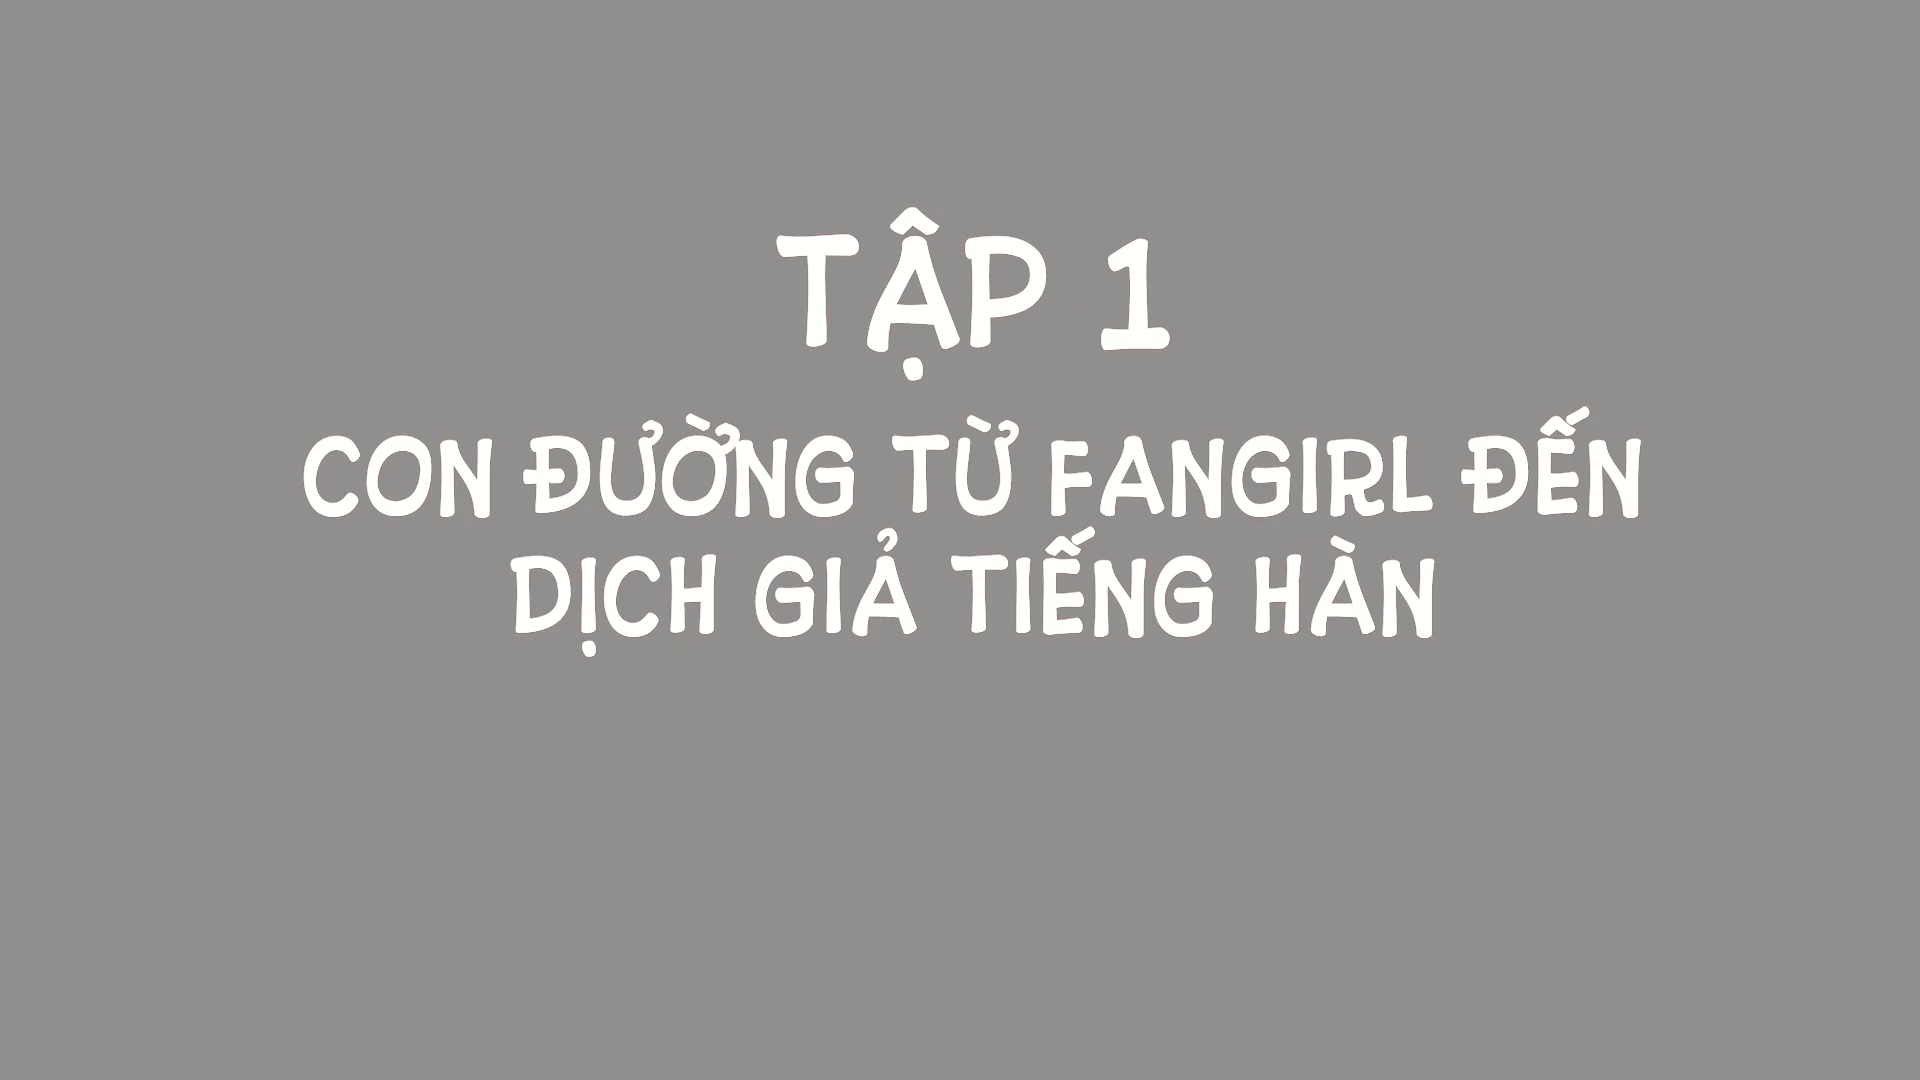 TẬP 1
CON ĐƯỜNG TỪ FANGIRL ĐẾN
DỊCH GIẢ TIẾNG HÀN